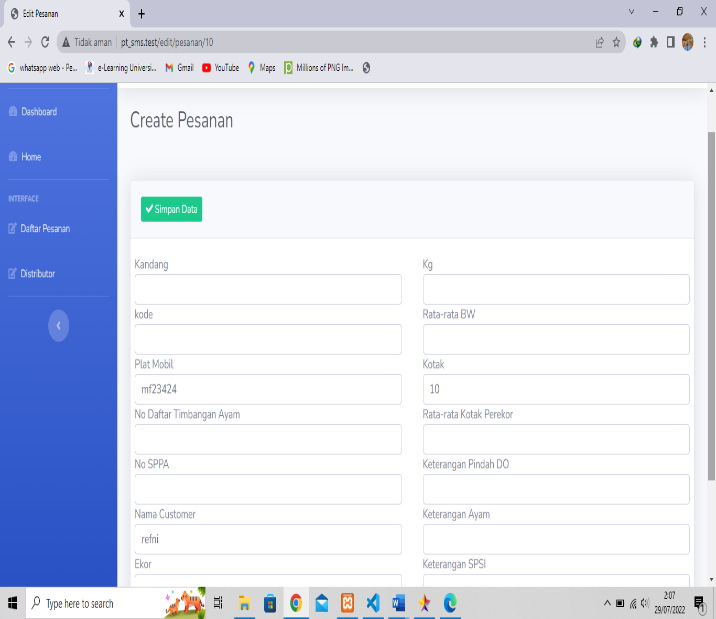 Edit Pesanan
Tidak aman pt_sms.test/edit/pesanan/10
whatsapp web - Pe... e-Learning Universi... Gmail YouTube Maps Millions of PNG Im...
Dashboard
Home
INTERFACE
Daftar Pesanan
Distributor
Create Pesanan
Simpan Data
Kandang
Kg
kode
Rata-rata BW
Plat Mobil
Kotak
mf23424
10
No Daftar Timbangan Ayam
Rata-rata Kotak Perekor
No SPPA
Keterangan Pindah DO
Nama Customer
Keterangan Ayam
refni
Ekor
Keterangan SPSI
Type here to search
2:07
29/07/2022
1